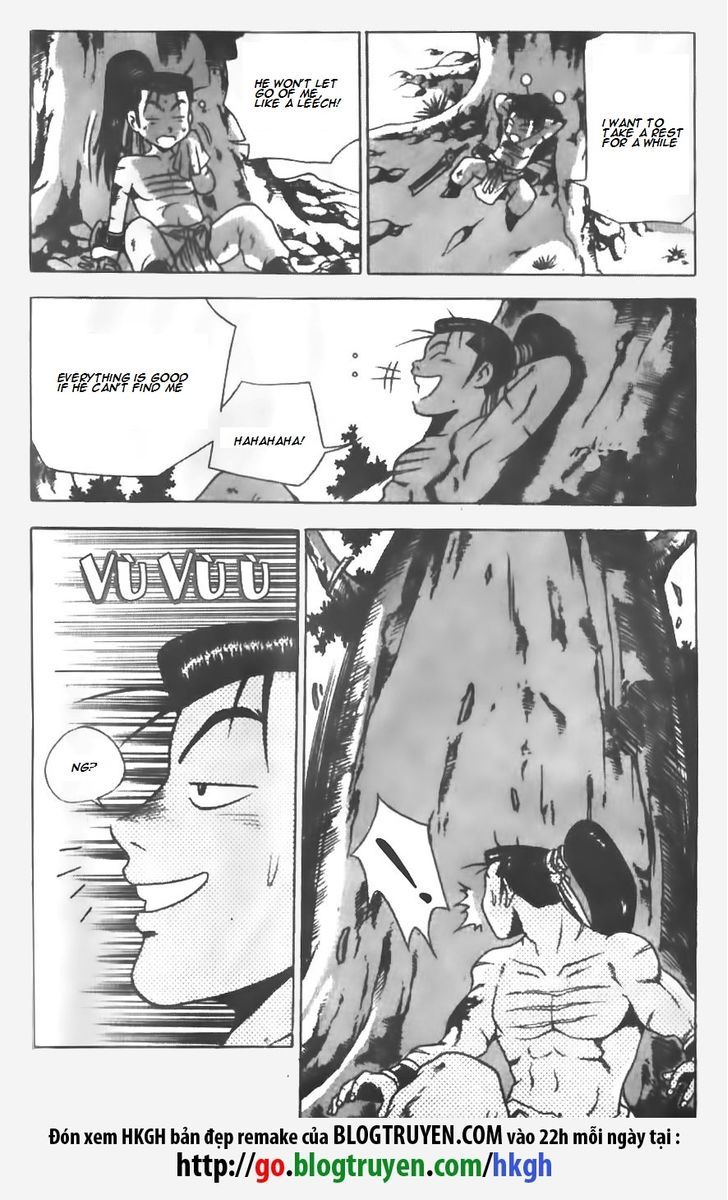 HE WON'T LET
GO OF ME,
LIKE A LEECH!
I WANT TO
TAKE A REST
FOR A WHILE
EVERYTHING IS GOOD
IF HE CAN'T FIND ME
HAHAHAHA!
VÙ VÙ Ù
NG?
!
Đón xem HKGH bản đẹp remake của BLOGTRUYEN.COM vào 22h mỗi ngày tại :
http://go.blogtruyen.com/hkgh